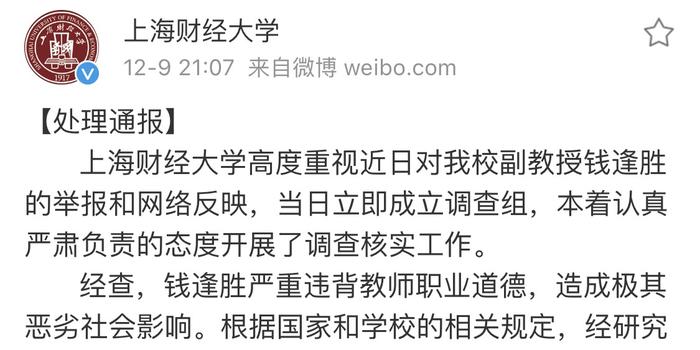 上海财经大学
12-9 21:07 来自微博 weibo.com
【处理通报】
上海财经大学高度重视近日对我校副教授钱逢胜
的举报和网络反映，当日立即成立调查组，本着认真
严肃负责的态度开展了调查核实工作。
经查，钱逢胜严重违背教师职业道德，造成极其
恶劣社会影响。根据国家和学校的相关规定，经研究